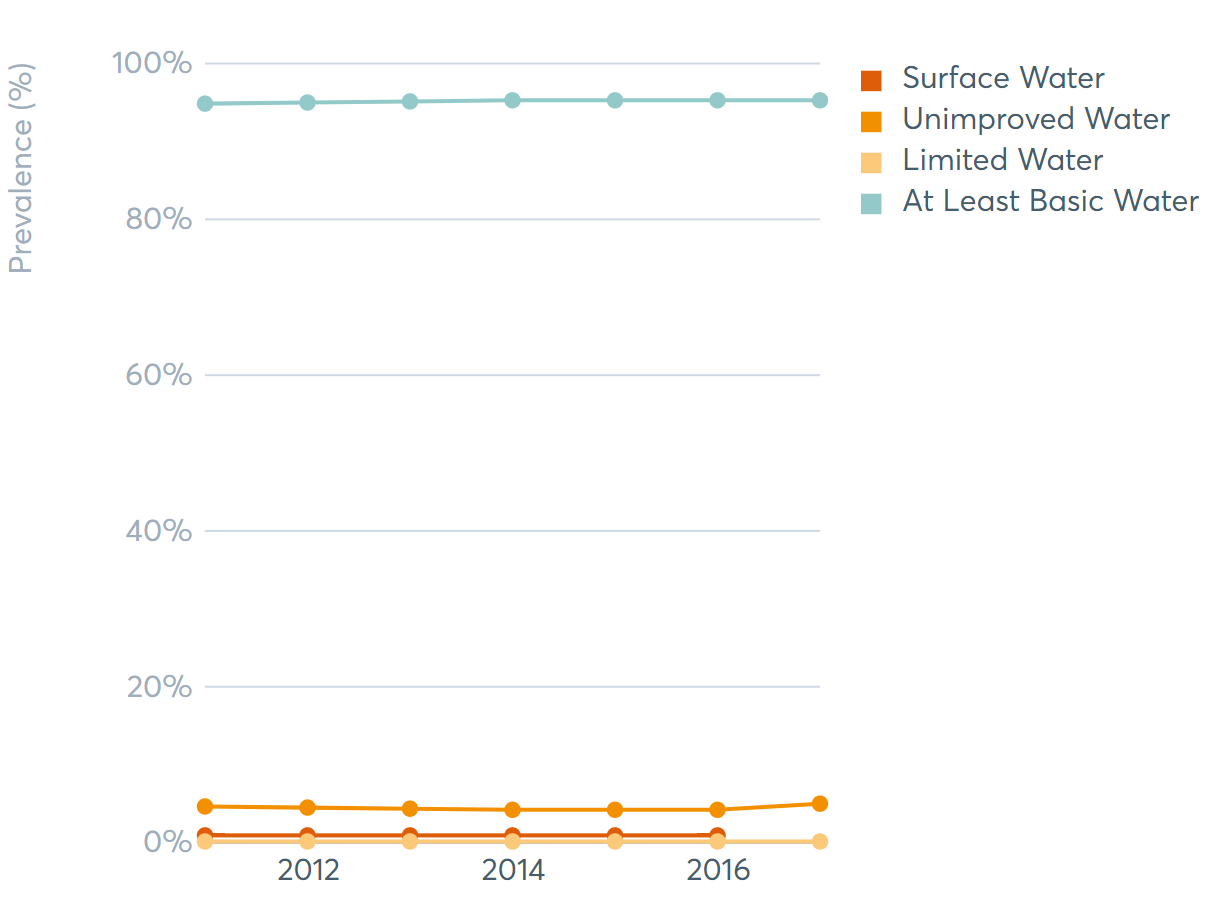 Prevalence (%)
100%
80%
60%
40%
20%
0%
2012
2014
2016
Surface Water
Unimproved Water
Limited Water
At Least Basic Water